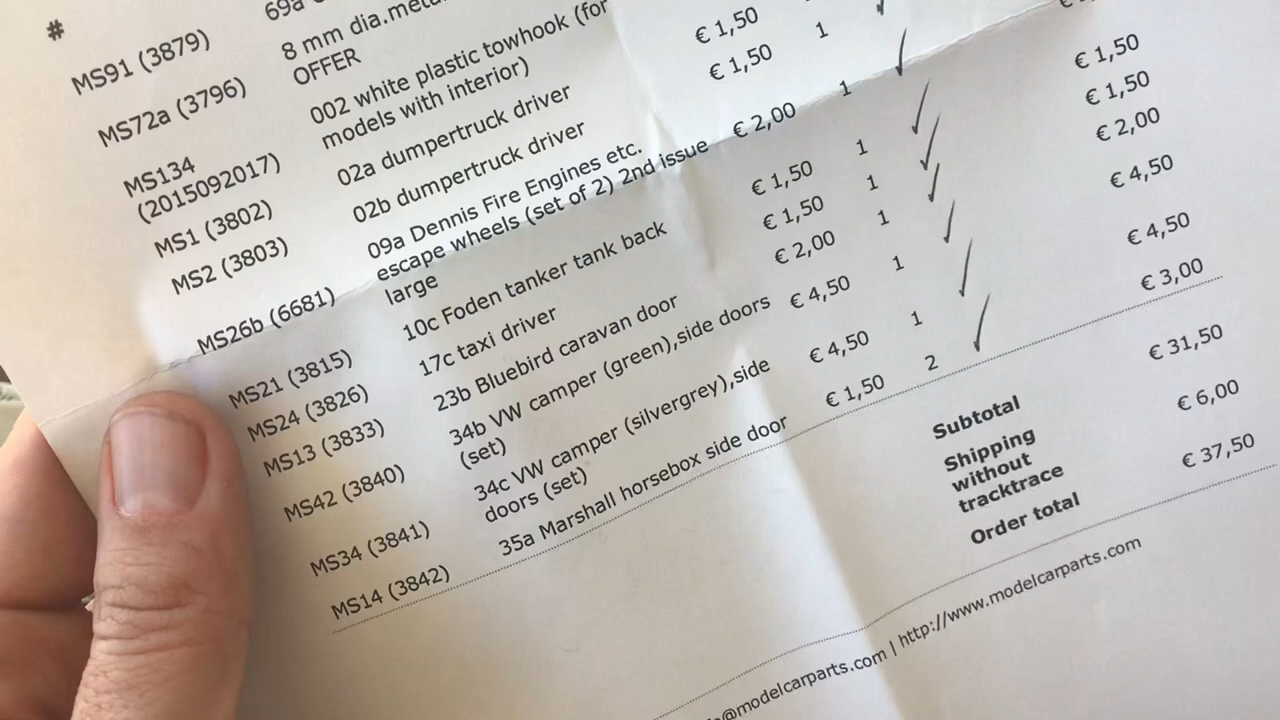 #
MS91 (3879) 69a
MS72a (3796) 8 mm dia.
OFFER
MS134 002 white plastic towhook (for € 1,50
(2015092017) models with interior)
MS1 (3802) 02a dumpertruck driver € 1,50 1
MS2 (3803) 02b dumpertruck driver
MS26b (6681) 09a Dennis Fire Engines etc. € 2,00 1
escape wheels (set of 2) 2nd issue
large
MS21 (3815) 10c Foden tanker tank back € 1,50 1 € 1,50
MS24 (3826) 17c taxi driver € 1,50 1 € 1,50
MS13 (3833) 23b Bluebird caravan door € 2,00 1 € 2,00
MS42 (3840) 34b VW camper (green),side doors € 4,50 1 € 4,50
(set)
MS34 (3841) 34c VW camper (silvergrey),side € 4,50 1 € 4,50
doors (set)
MS14 (3842) 35a Marshall horsebox side door € 1,50 2 € 3,00
Subtotal € 31,50
Shipping € 6,00
without
tracktrace
Order total € 37,50
@modelcarparts.com | http://www.modelcarparts.com